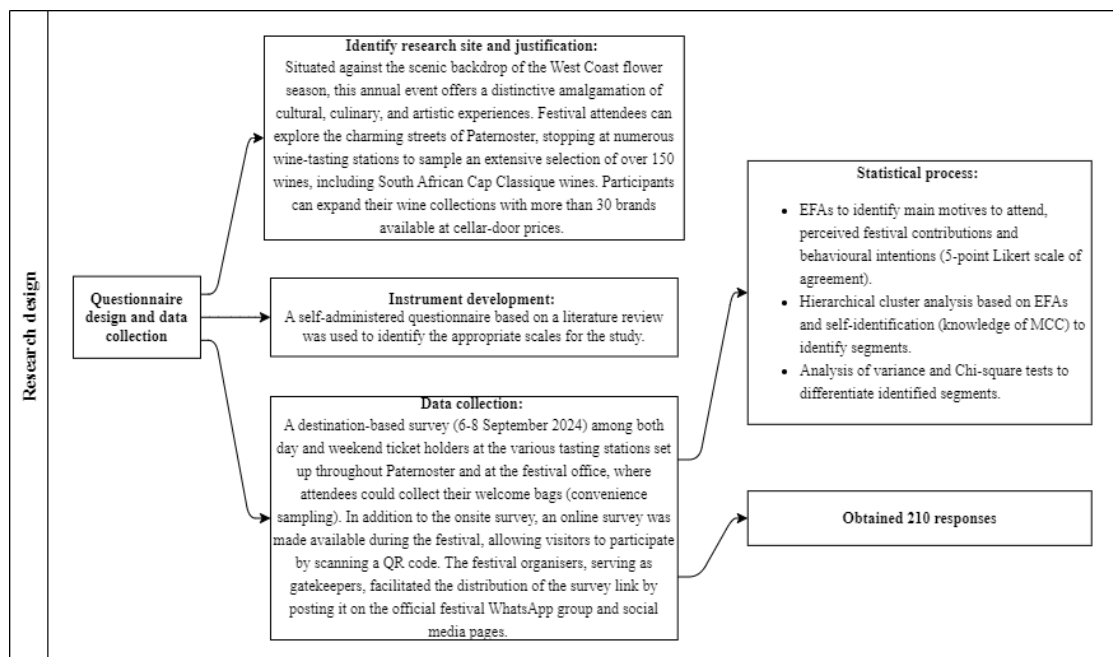 Research design
Questionnaire
design and data
collection
Identify research site and justification:
Situated against the scenic backdrop of the West Coast flower
season, this annual event offers a distinctive amalgamation of
cultural, culinary, and artistic experiences. Festival attendees can
explore the charming streets of Paternoster, stopping at numerous
wine-tasting stations to sample an extensive selection of over 150
wines, including South African Cap Classique wines. Participants
can expand their wine collections with more than 30 brands
available at cellar-door prices.
Instrument development:
A self-administered questionnaire based on a literature review
was used to identify the appropriate scales for the study.
Data collection:
A destination-based survey (6-8 September 2024) among both
day and weekend ticket holders at the various tasting stations set
up throughout Paternoster and at the festival office, where
attendees could collect their welcome bags (convenience
sampling). In addition to the onsite survey, an online survey was
made available during the festival, allowing visitors to participate
by scanning a QR code. The festival organisers, serving as
gatekeepers, facilitated the distribution of the survey link by
posting it on the official festival WhatsApp group and social
media pages.
Statistical process:
• EFAs to identify main motives to attend,
perceived festival contributions and
behavioural intentions (5-point Likert scale of
agreement).
• Hierarchical cluster analysis based on EFAs
and self-identification (knowledge of MCC) to
identify segments.
• Analysis of variance and Chi-square tests to
differentiate identified segments.
Obtained 210 responses